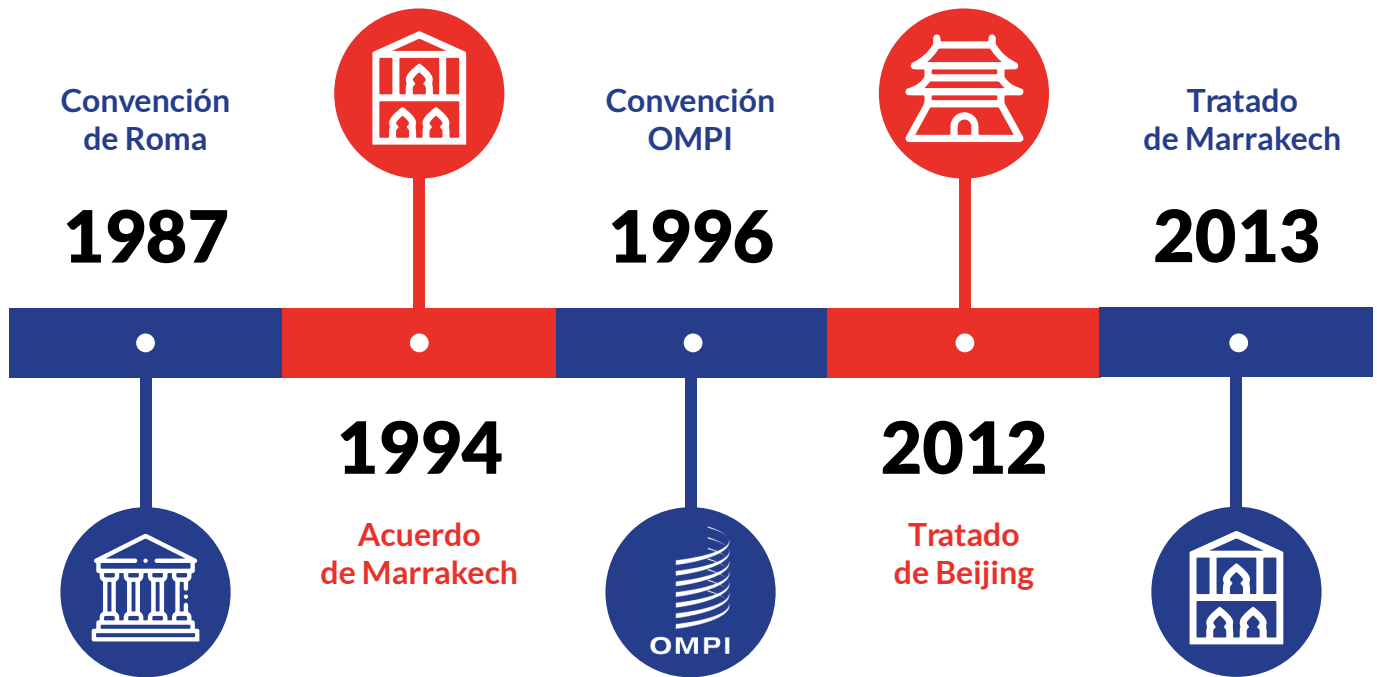 Convención
de Roma
1987
1994
Acuerdo
de Marrakech
Convención
OMPI
1996
OMPI
2012
Tratado
de Beijing
Tratado
de Marrakech
2013